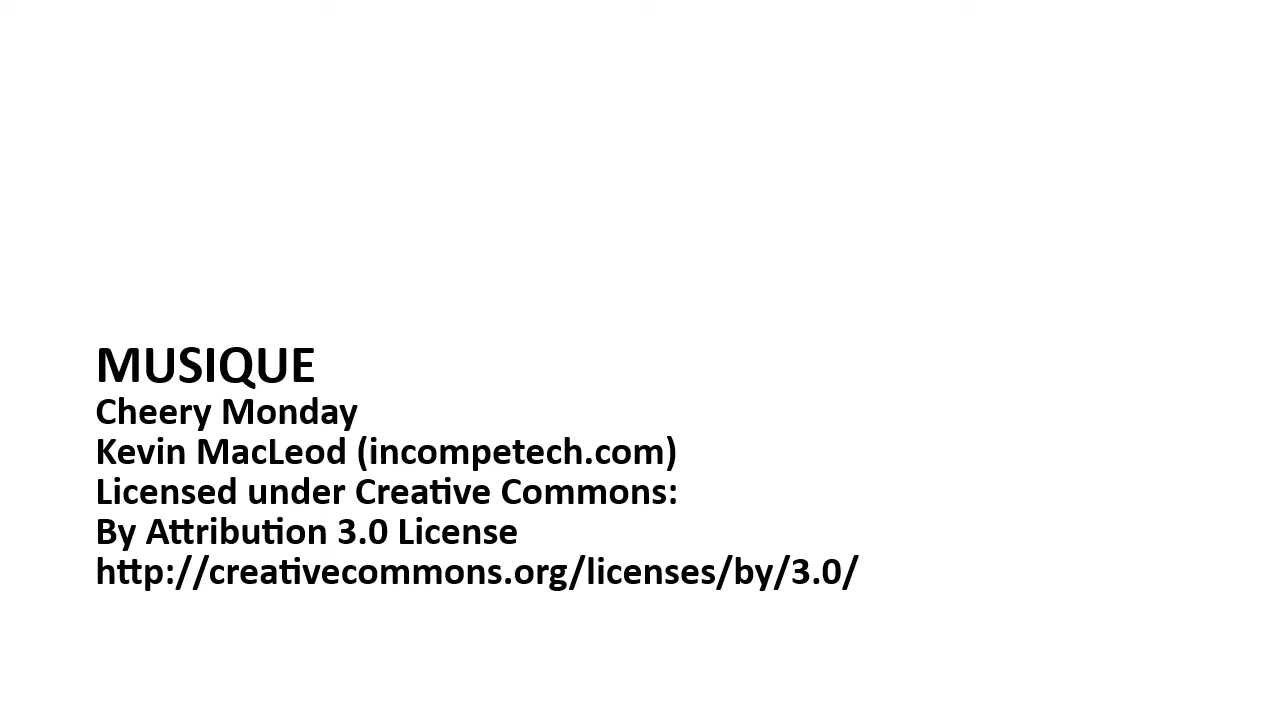 MUSIQUE
Cheery Monday
Kevin MacLeod (incompetech.com)
Licensed under Creative Commons:
By Attribution 3.0 License
http://creativecommons.org/licenses/by/3.0/